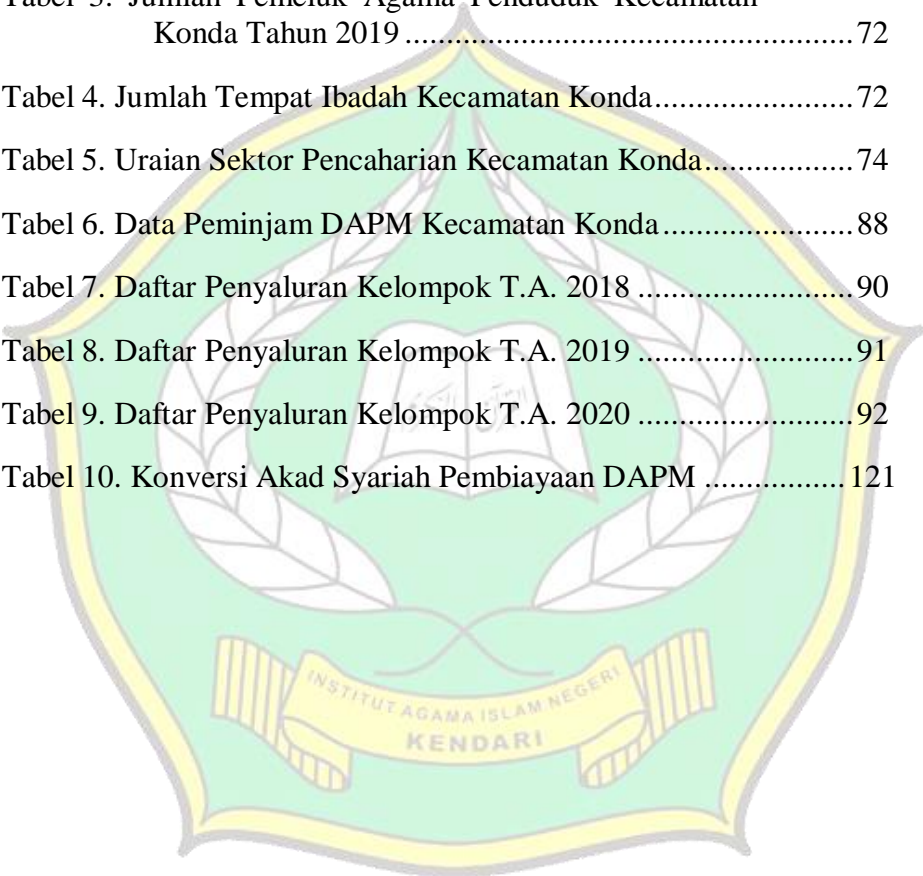 Tabel 3. Jumlah Pemeluk Agama Penduduk Kecamatan
Konda Tahun 2019 ...................................................... 72
Tabel 4. Jumlah Tempat Ibadah Kecamatan Konda........................ 72
Tabel 5. Uraian Sektor Pencaharian Kecamatan Konda.................. 74
Tabel 6. Data Peminjam DAPM Kecamatan Konda ....................... 88
Tabel 7. Daftar Penyaluran Kelompok T.A. 2018 .......................... 90
Tabel 8. Daftar Penyaluran Kelompok T.A. 2019 .......................... 91
Tabel 9. Daftar Penyaluran Kelompok T.A. 2020 .......................... 92
Tabel 10. Konversi Akad Syariah Pembiayaan DAPM ................. 121
INSTITUT AGAMA ISLAM NEGERI
KENDARI